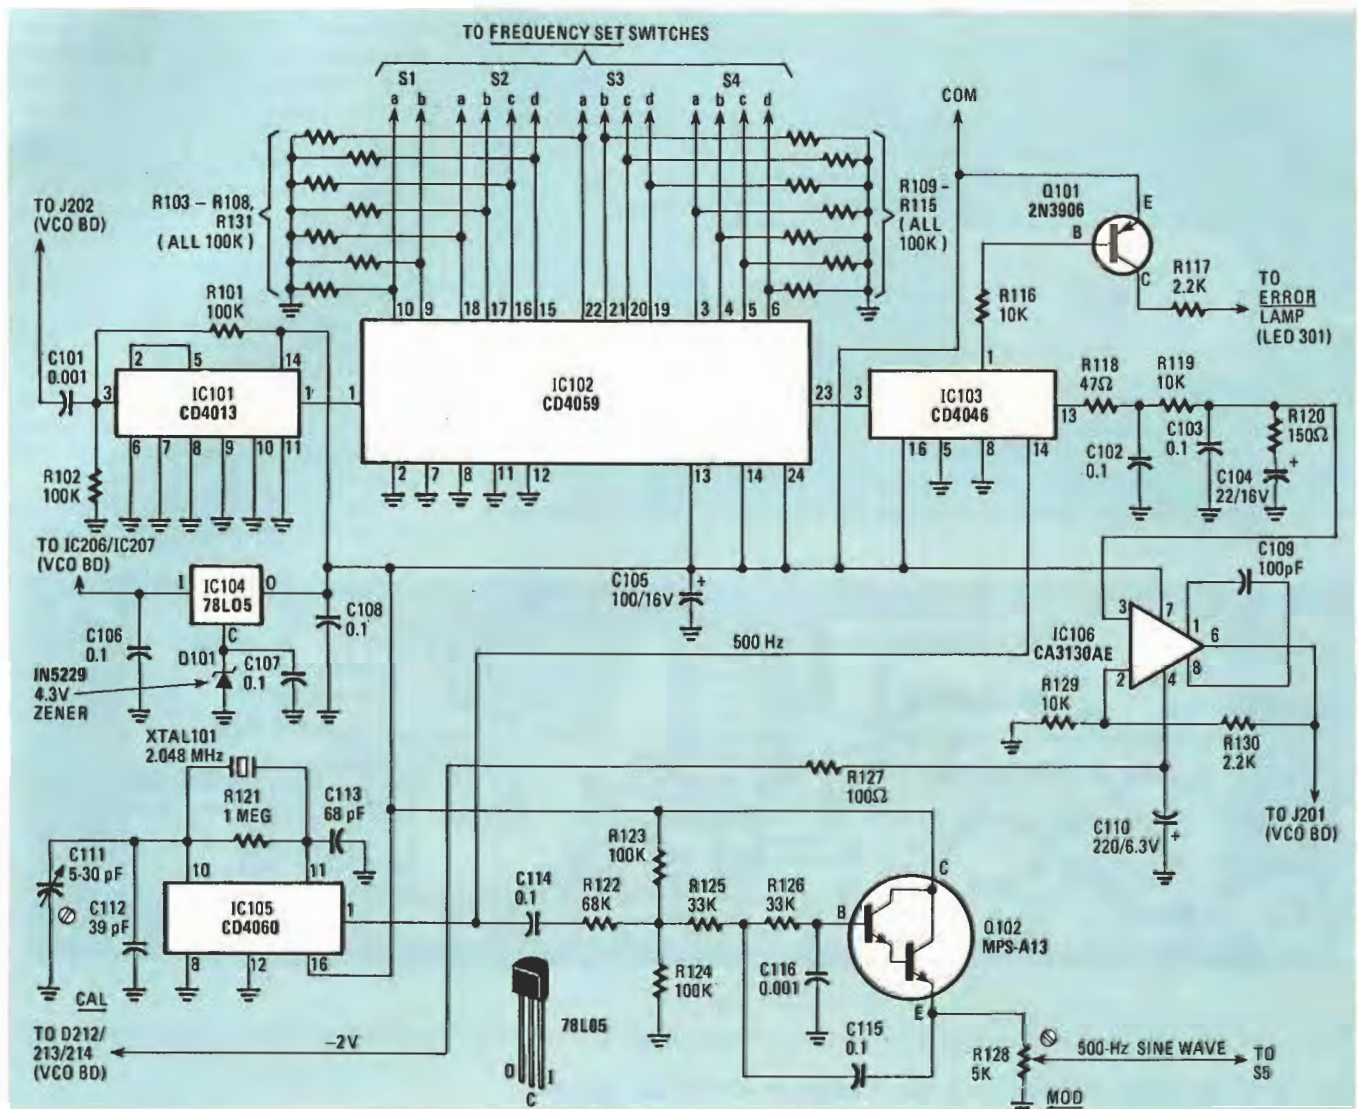 TO FREQUENCY SET SWITCHES
S1 S2 S3 S4
a b a b c d a b c d a b c d
COM
TO J202
(VCO BD)
R103 – R108,
R131
(ALL 100K)
R109 –
R115
(ALL
100K)
Q101
2N3906
E
B
C
R117
2.2K
TO
ERROR
LAMP
(LED 301)
R116
10K
R101
100K
C101
0.001
10 9 18 17 16 15 22 21 20 19 3 4 5 6
2 5 14
3
IC101
CD4013
1
6 7 8 9 10 11
R102
100K
1
IC102
CD4059
23
2 7 8 11 12 13 14 24
1
3
IC103
CD4046
13
16 5 8 14
R118
47Ω
R119
10K
C102
0.1
C103
0.1
R120
150Ω
+
C104
22/16V
TO IC206/IC207
(VCO BD)
I
IC104
78L05
O
C
C106
0.1
D101
C107
0.1
C108
0.1
1N5229
4.3V
ZENER
C105
100/16V
+
500 Hz
C109
100pF
IC106
CA3130AE
3
7
1
6
8
2
4
R129
10K
R130
2.2K
XTAL101
2.048 MHz
R121
1 MEG
C113
68 pF
R127
100Ω
C110
220/6.3V
+
TO J201
(VCO BD)
C111
5-30 pF
C112
39 pF
10 11
IC105
CD4060
1
8 12 16
CAL
R123
100K
C114
0.1
R122
68K
R125
33K
R126
33K
R124
100K
C116
0.001
C
B
Q102
MPS-A13
E
C115
0.1
R128
5K
500-Hz SINE WAVE
TO
S5
MOD
78L05
O
I
C
TO D212/
213/214
(VCO BD)
–2V